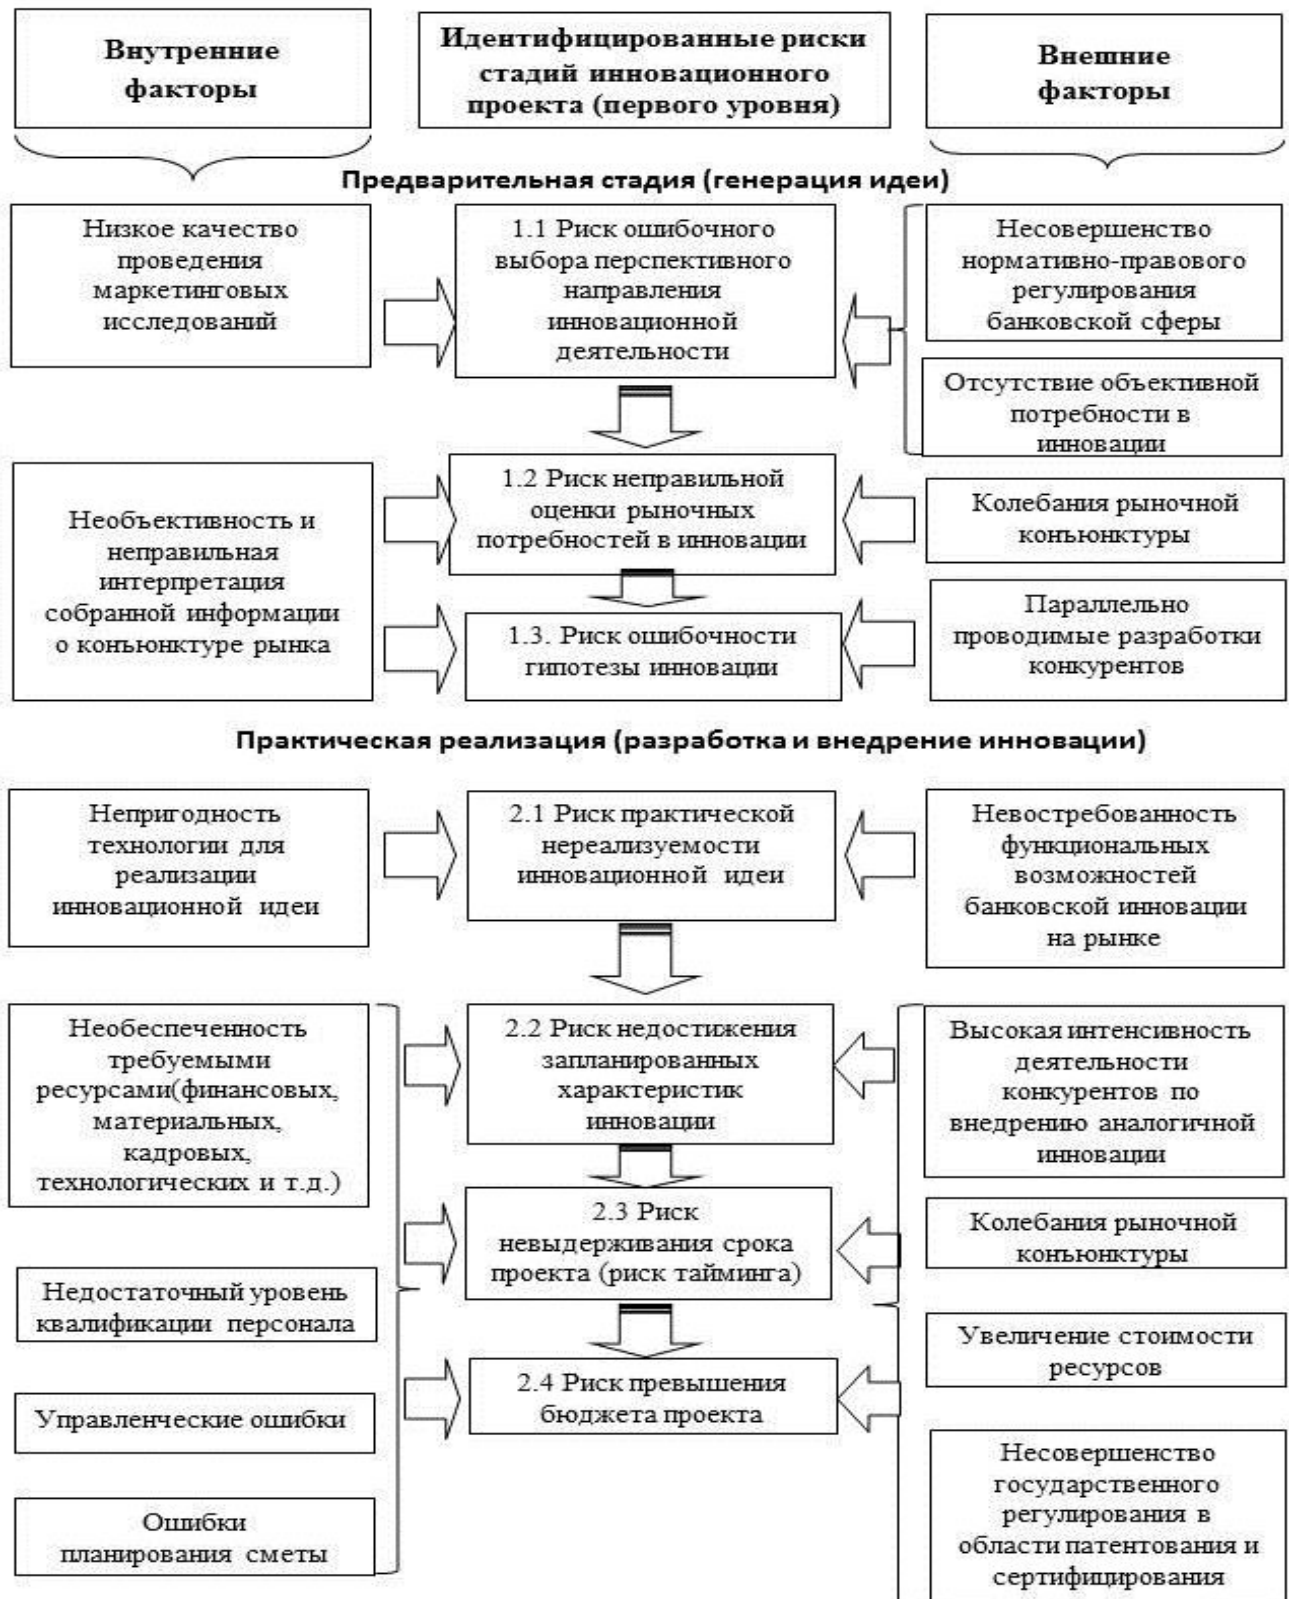 Внутренние
факторы
Идентифицированные риски
стадий инновационного
проекта (первого уровня)
Внешние
факторы
Предварительная стадия (генерация идеи)
Низкое качество
проведения
маркетинговых
исследований
1.1 Риск ошибочного
выбора перспективного
направления
инновационной
деятельности
Несовершенство
нормативно-правового
регулирования
банковской сферы
Отсутствие объективной
потребности в
инновации
Необъективность и
неправильная
интерпретация
собранной информации
о конъюнктуре рынка
1.2 Риск неправильной
оценки рыночных
потребностей в инновации
Колебания рыночной
конъюнктуры
1.3. Риск ошибочности
гипотезы инновации
Параллельно
проводимые разработки
конкурентов
Практическая реализация (разработка и внедрение инновации)
Непригодность
технологии для
реализации
инновационной идеи
2.1 Риск практической
нереализуемости
инновационной идеи
Невостребованность
функциональных
возможностей
банковской инновации
на рынке
Необеспеченность
требуемыми
ресурсами(финансовых,
материальных,
кадровых,
технологических и т.д.)
2.2 Риск недостижения
запланированных
характеристик
инновации
Высокая интенсивность
деятельности
конкурентов по
внедрению аналогичной
инновации
2.3 Риск
невыдерживания срока
проекта (риск тайминга)
Колебания рыночной
конъюнктуры
Недостаточный уровень
квалификации персонала
Увеличение стоимости
ресурсов
2.4 Риск превышения
бюджета проекта
Управленческие ошибки
Несовершенство
государственного
регулирования в
области патентования и
сертифицирования
Ошибки
планирования сметы